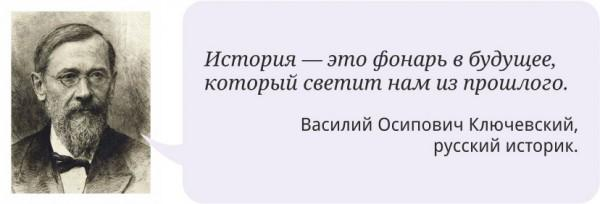 История — это фонарь в будущее,
который светит нам из прошлого.
Василий Осипович Ключевский,
русский историк.